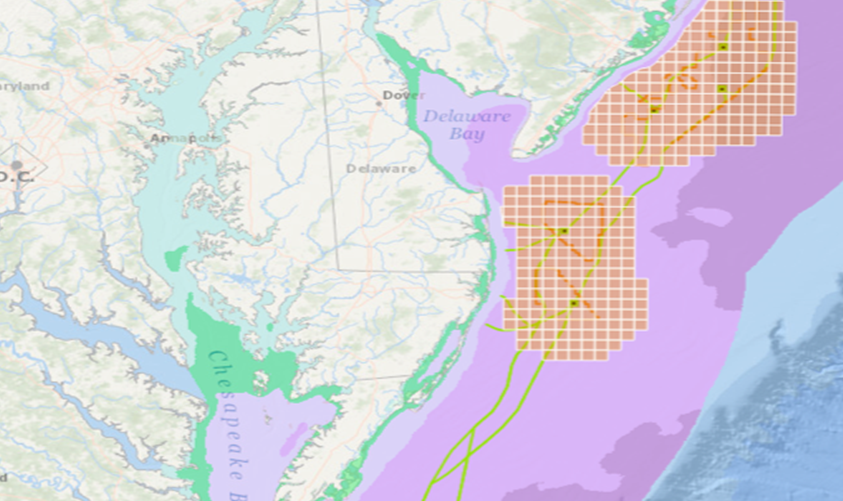 aryland
Dover
Delaware
Bay
Annapolis
Delaware
D.C.
Chesapeake B
d